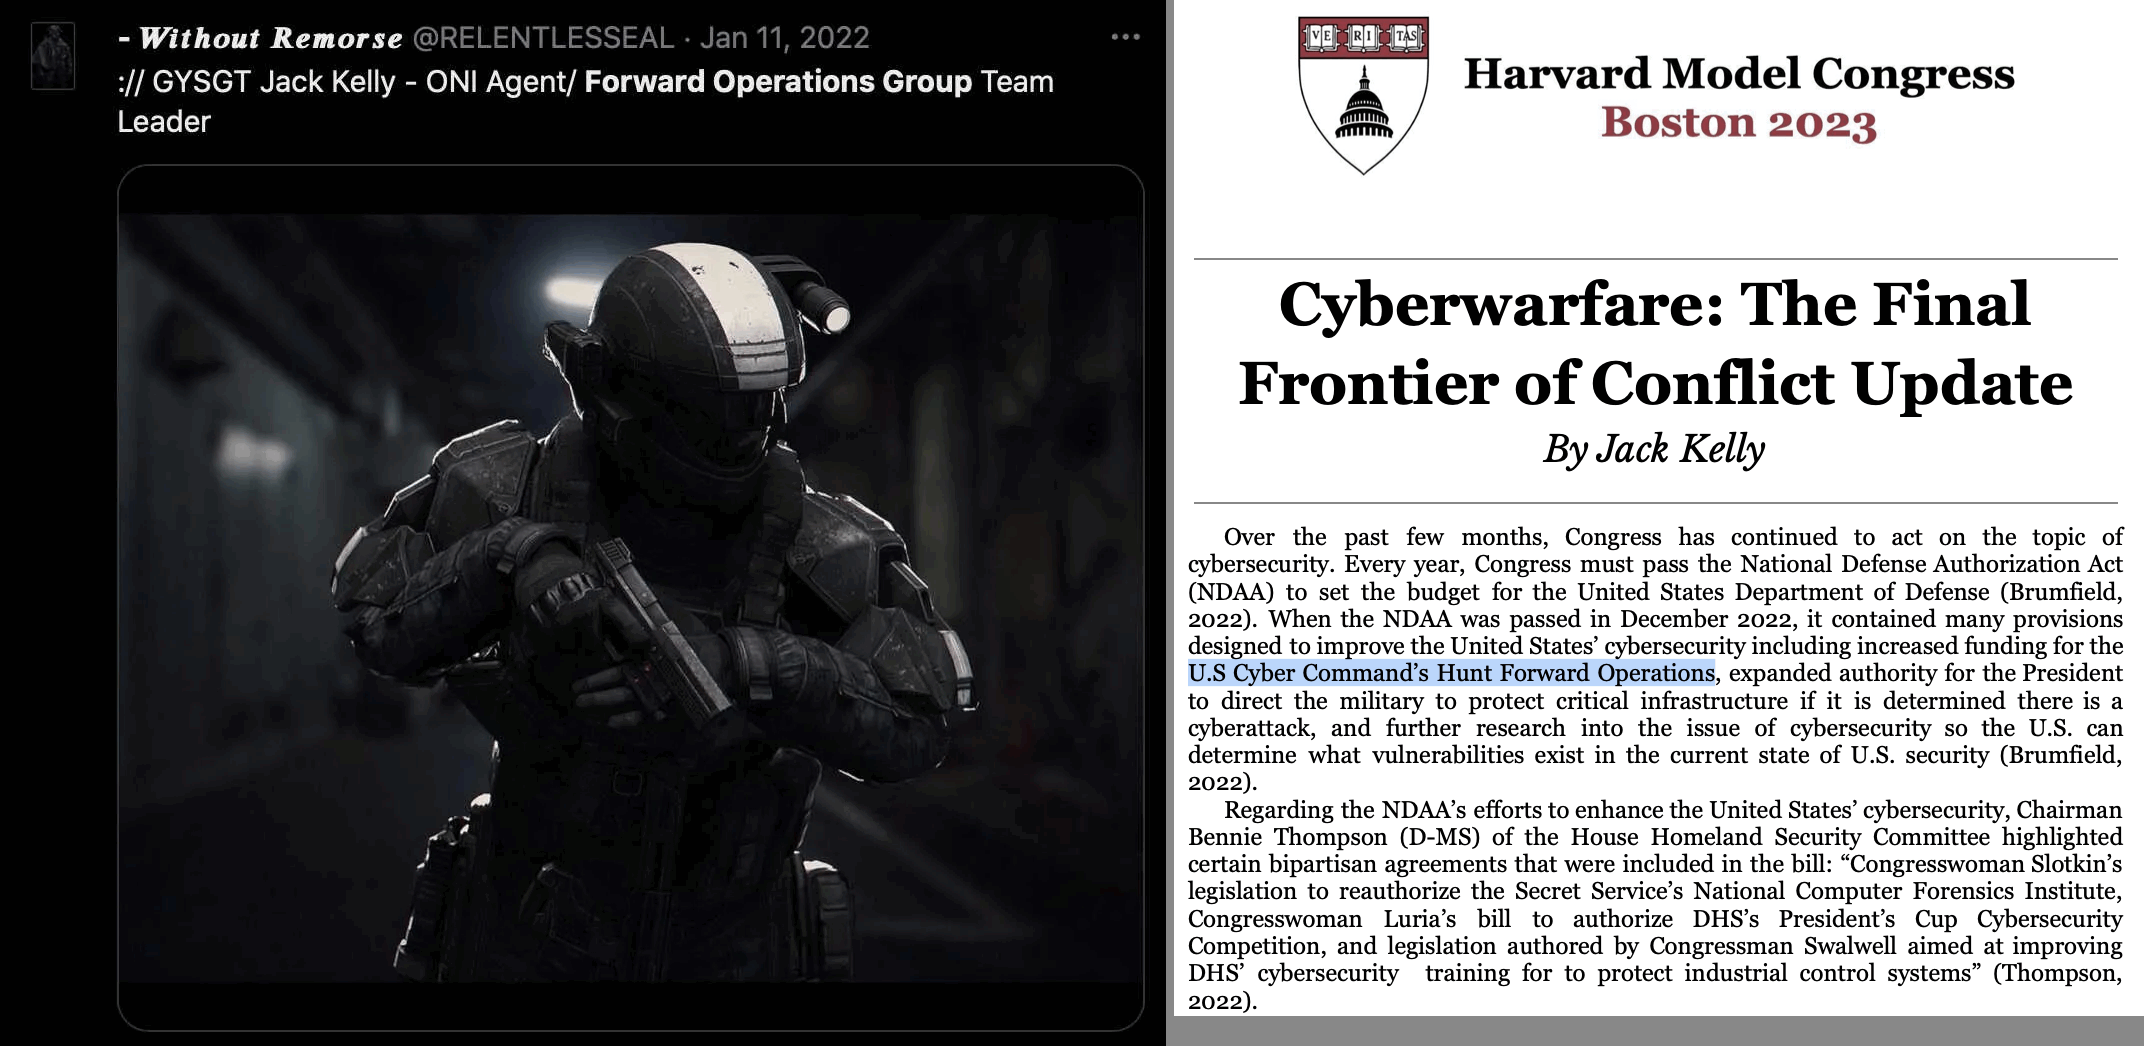 - Without Remorse @RELENTLESSSEAL · Jan 11, 2022 ...
:// GYSGT Jack Kelly - ONI Agent/ Forward Operations Group Team
Leader
VE RI TAS
Harvard Model Congress
Boston 2023
Cyberwarfare: The Final
Frontier of Conflict Update
By Jack Kelly
Over the past few months, Congress has continued to act on the topic of
cybersecurity. Every year, Congress must pass the National Defense Authorization Act
(NDAA) to set the budget for the United States Department of Defense (Brumfield,
2022). When the NDAA was passed in December 2022, it contained many provisions
designed to improve the United States’ cybersecurity including increased funding for the
U.S Cyber Command’s Hunt Forward Operations, expanded authority for the President
to direct the military to protect critical infrastructure if it is determined there is a
cyberattack, and further research into the issue of cybersecurity so the U.S. can
determine what vulnerabilities exist in the current state of U.S. security (Brumfield,
2022).
Regarding the NDAA’s efforts to enhance the United States’ cybersecurity, Chairman
Bennie Thompson (D-MS) of the House Homeland Security Committee highlighted
certain bipartisan agreements that were included in the bill: “Congresswoman Slotkin’s
legislation to reauthorize the Secret Service’s National Computer Forensics Institute,
Congresswoman Luria’s bill to authorize DHS’s President’s Cup Cybersecurity
Competition, and legislation authored by Congressman Swalwell aimed at improving
DHS’ cybersecurity training for to protect industrial control systems” (Thompson,
2022).